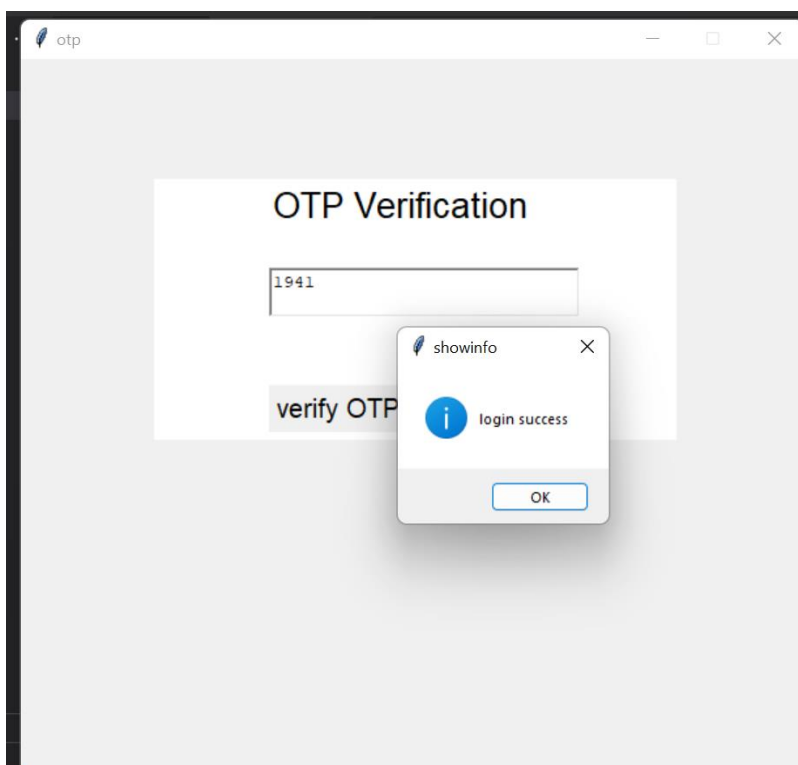 otp
OTP Verification
1941
showinfo
verify OTP
login success
OK